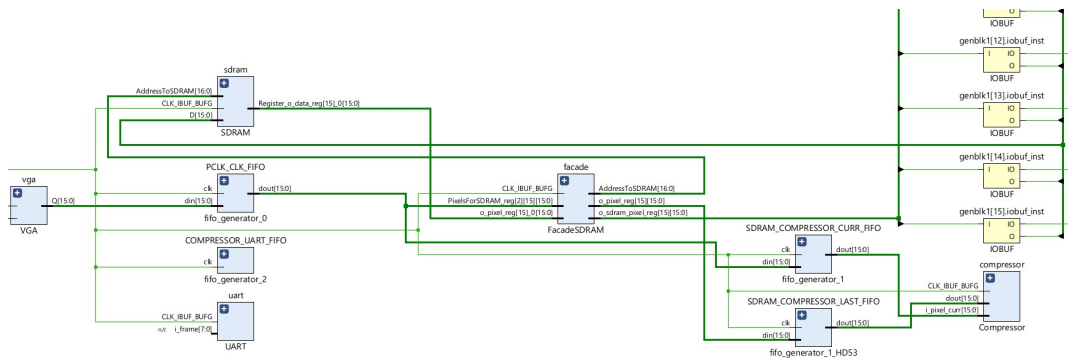 O
IOBUF
genblk1[12].iobuf_inst
I IO
O
IOBUF
genblk1[13].iobuf_inst
I IO
O
IOBUF
genblk1[14].iobuf_inst
I IO
O
IOBUF
genblk1[15].iobuf_inst
I IO
O
IOBUF
sdram
AddressToSDRAM[16:0]
CLK_IBUF_BUFG
D[15:0]
Register_o_data_reg[15]_0[15:0]
SDRAM
vga
Q[15:0]
VGA
PCLK_CLK_FIFO
clk
din[15:0]
dout[15:0]
fifo_generator_0
COMPRESSOR_UART_FIFO
clk
fifo_generator_2
uart
CLK_IBUF_BUFG
n/c i_frame[7:0]
UART
facade
CLK_IBUF_BUFG
PixelsForSDRAM_reg[2][15][15:0]
o_pixel_reg[15]_0[15:0]
AddressToSDRAM[16:0]
o_pixel_reg[15][15:0]
o_sdram_pixel_reg[15][15:0]
FacadeSDRAM
SDRAM_COMPRESSOR_CURR_FIFO
clk
din[15:0]
dout[15:0]
fifo_generator_1
SDRAM_COMPRESSOR_LAST_FIFO
clk
din[15:0]
dout[15:0]
fifo_generator_1_HD53
compressor
CLK_IBUF_BUFG
dout[15:0]
i_pixel_curr[15:0]
Compressor